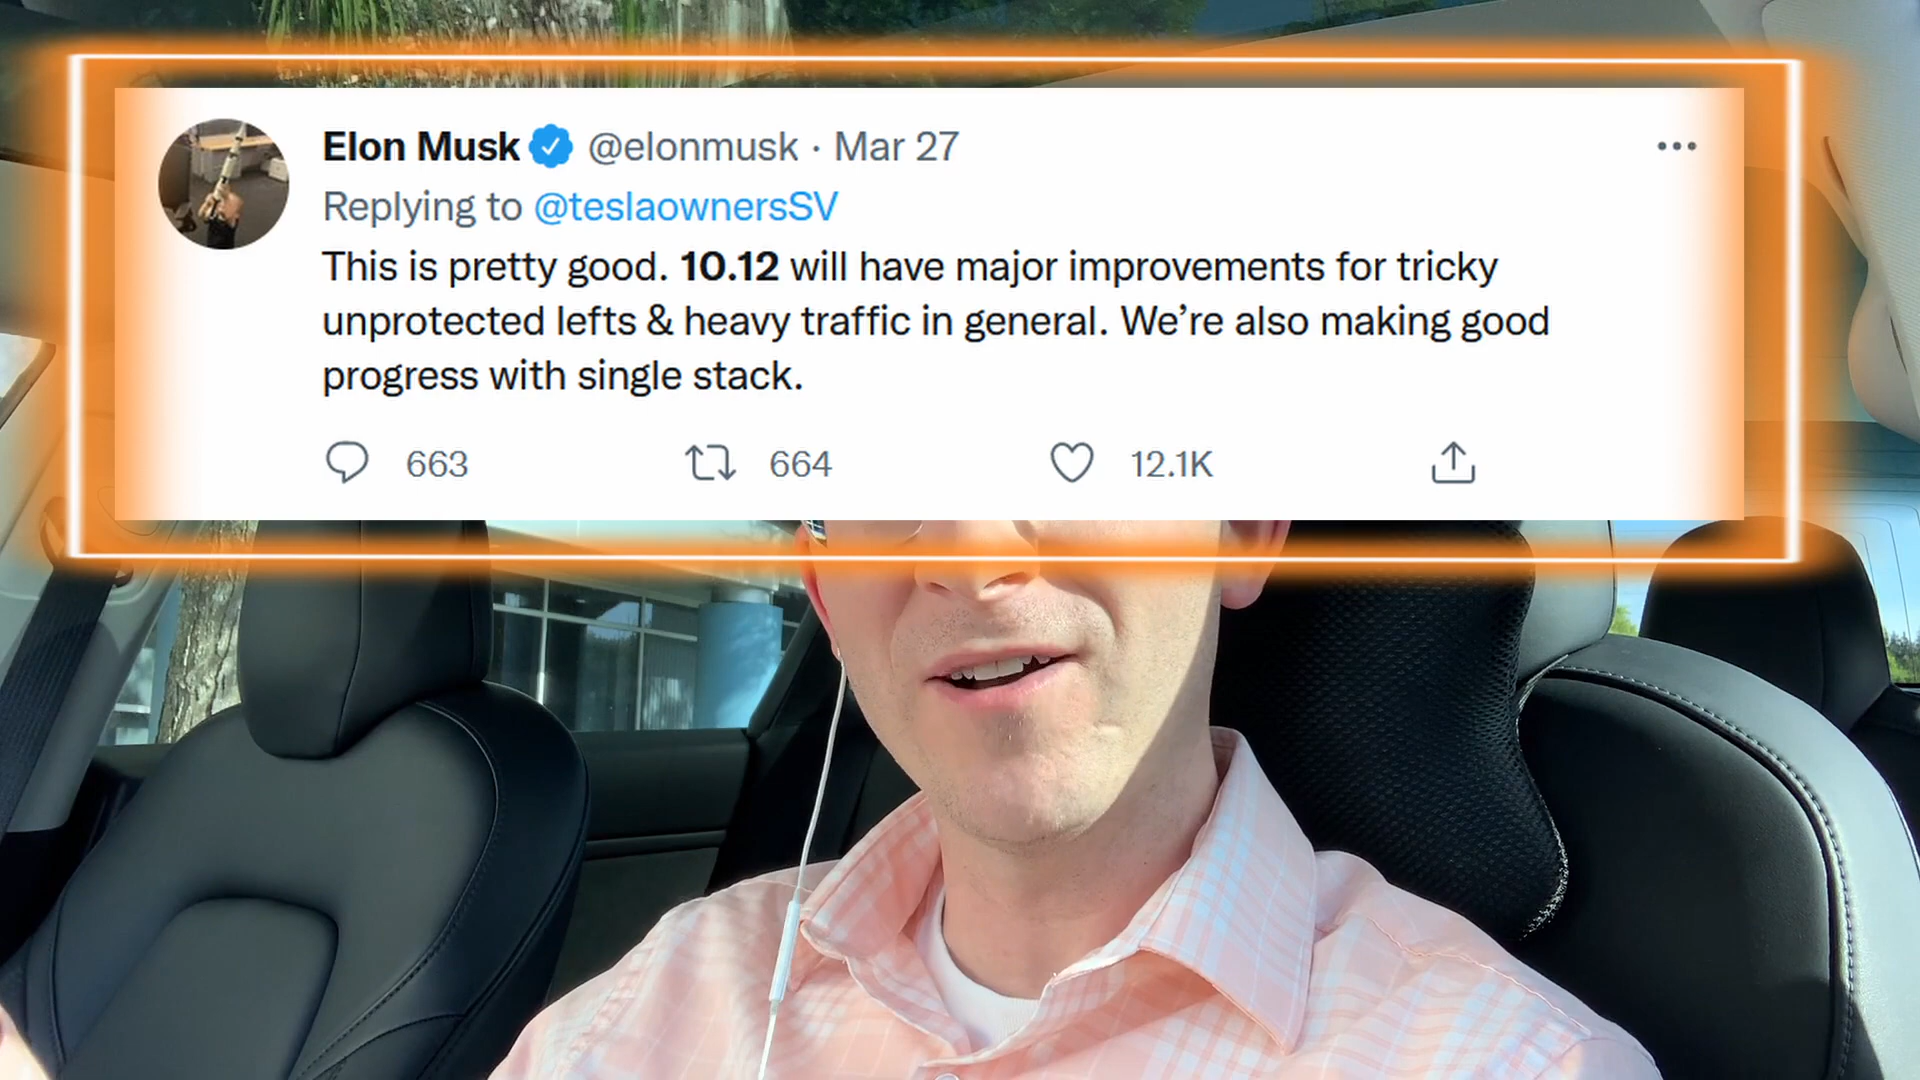 Elon Musk @elonmusk · Mar 27
Replying to @teslaownersSV
This is pretty good. 10.12 will have major improvements for tricky
unprotected lefts & heavy traffic in general. We’re also making good
progress with single stack.
663 664 12.1K